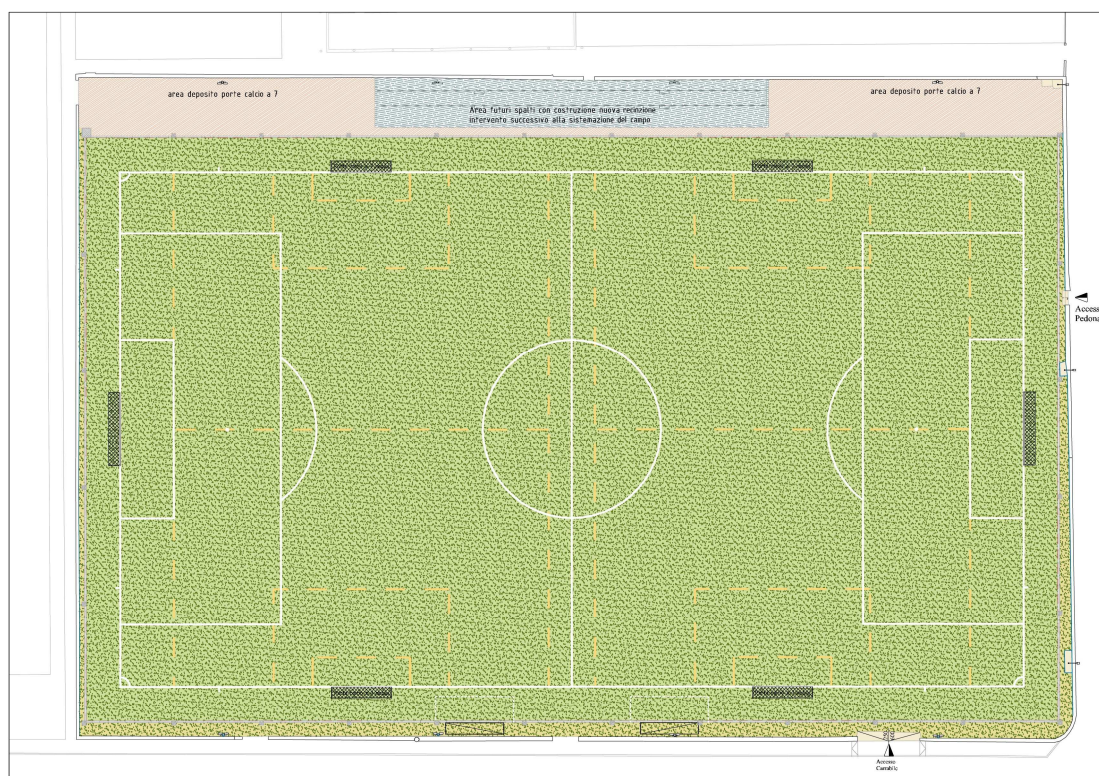 area deposito porte calcio a 7
area deposito porte calcio a 7
Area futuri spalti con costruzione nuova recinzione
intervento successivo alla sistemazione del campo
Accesso
Carrabile